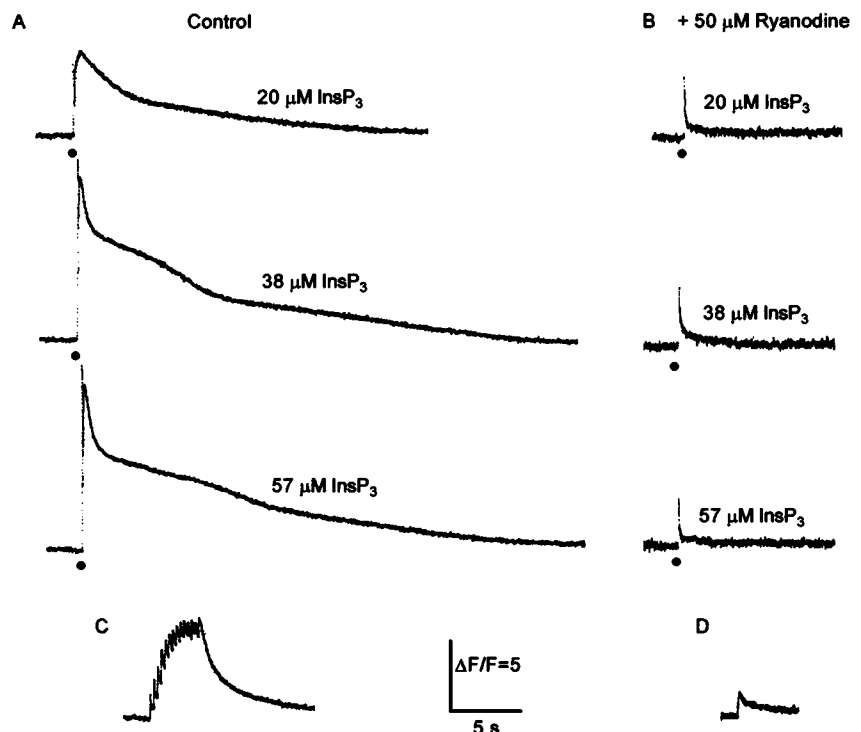 A Control
B + 50 μM Ryanodine
20 μM InsP₃
20 μM InsP₃
38 μM InsP₃
38 μM InsP₃
57 μM InsP₃
57 μM InsP₃
C
D
ΔF/F=5
5 s